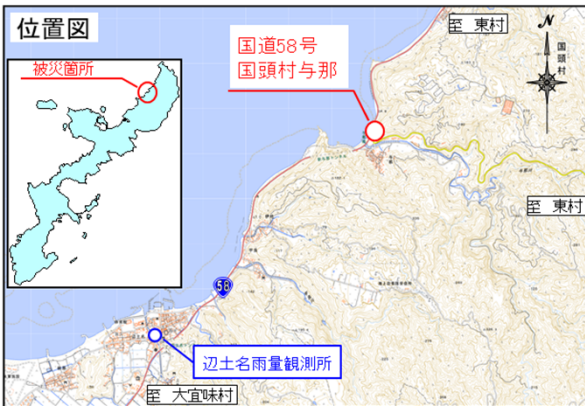 位置図
至 東村
国頭村
N
被災箇所
国道58号
国頭村与那
至 東村
58
辺土名雨量観測所
至 大宜味村